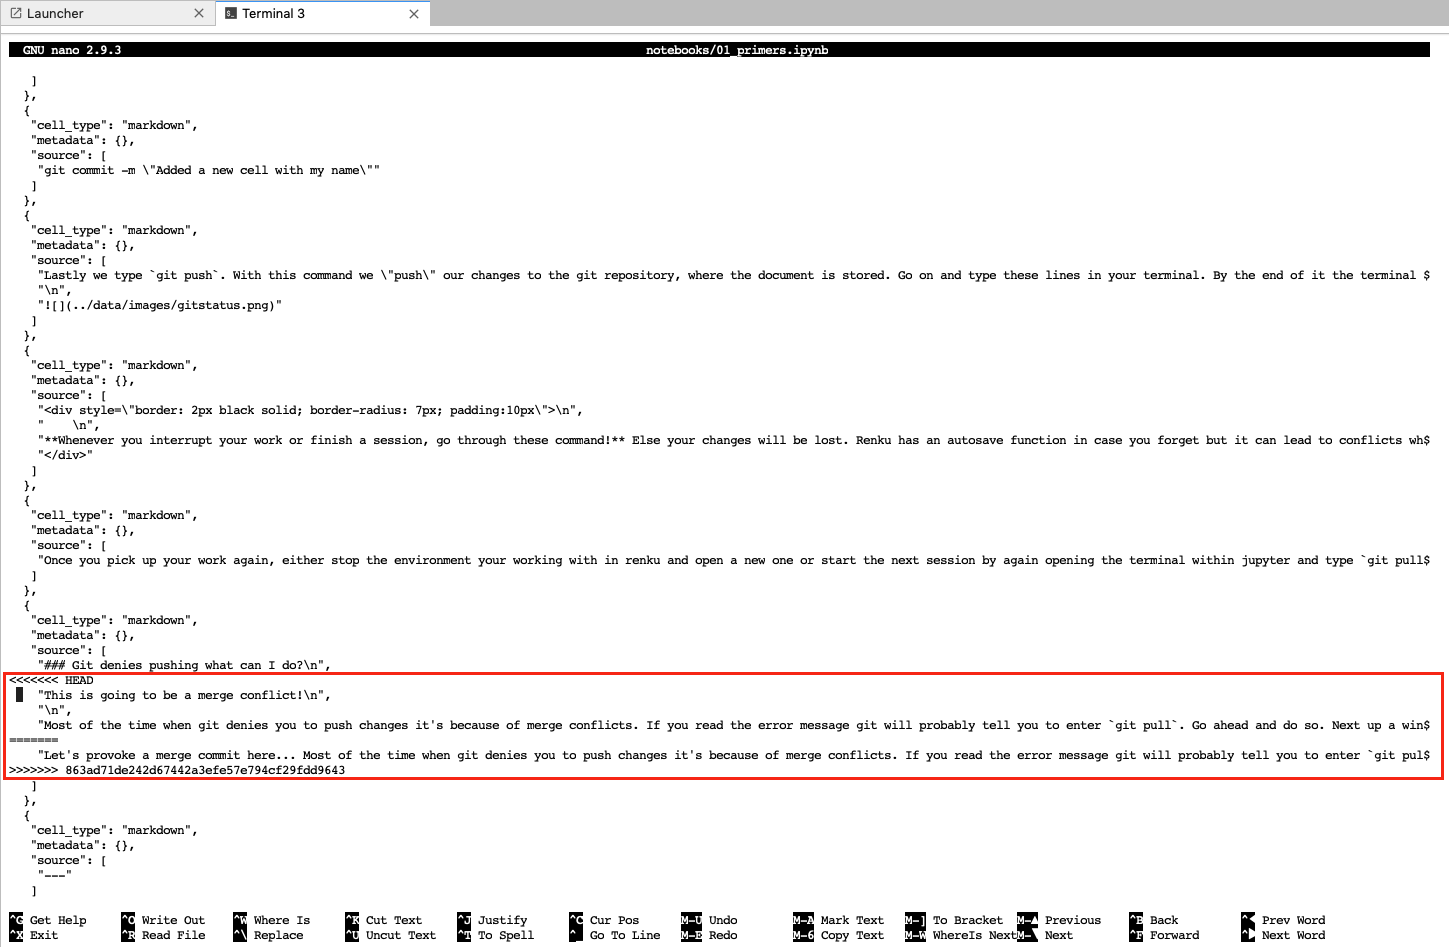 Launcher
Terminal 3
GNU nano 2.9.3 notebooks/01_primers.ipynb
]
},
{
"cell_type": "markdown",
"metadata": {},
"source": [
"git commit -m \"Added a new cell with my name\""
]
},
{
"cell_type": "markdown",
"metadata": {},
"source": [
"Lastly we type `git push`. With this command we \"push\" our changes to the git repository, where the document is stored. Go on and type these lines in your terminal. By the end of it the terminal $
"\n",
"![](../data/images/gitstatus.png)"
]
},
{
"cell_type": "markdown",
"metadata": {},
"source": [
"<div style=\"border: 2px black solid; border-radius: 7px; padding:10px\">\n",
"    \n",
"**Whenever you interrupt your work or finish a session, go through these command!** Else your changes will be lost. Renku has an autosave function in case you forget but it can lead to conflicts wh$
"</div>"
]
},
{
"cell_type": "markdown",
"metadata": {},
"source": [
"Once you pick up your work again, either stop the environment your working with in renku and open a new one or start the next session by again opening the terminal within jupyter and type `git pull$
]
},
{
"cell_type": "markdown",
"metadata": {},
"source": [
"### Git denies pushing what can I do?\n",
<<<<<<< HEAD
"This is going to be a merge conflict!\n",
"\n",
"Most of the time when git denies you to push changes it's because of merge conflicts. If you read the error message git will probably tell you to enter `git pull`. Go ahead and do so. Next up a win$
=======
"Let's provoke a merge commit here... Most of the time when git denies you to push changes it's because of merge conflicts. If you read the error message git will probably tell you to enter `git pul$
>>>>>>> 863ad71de242d67442a3efe57e794cf29fdd9643
]
},
{
"cell_type": "markdown",
"metadata": {},
"source": [
"---"
]
^G Get Help ^O Write Out ^W Where Is ^K Cut Text ^J Justify ^C Cur Pos M-U Undo M-A Mark Text M-] To Bracket M-▲ Previous ^B Back ^◀ Prev Word
^X Exit ^R Read File ^\ Replace ^U Uncut Text ^T To Spell ^_ Go To Line M-E Redo M-6 Copy Text M-W WhereIs Next M-▼ Next ^F Forward ^▶ Next Word